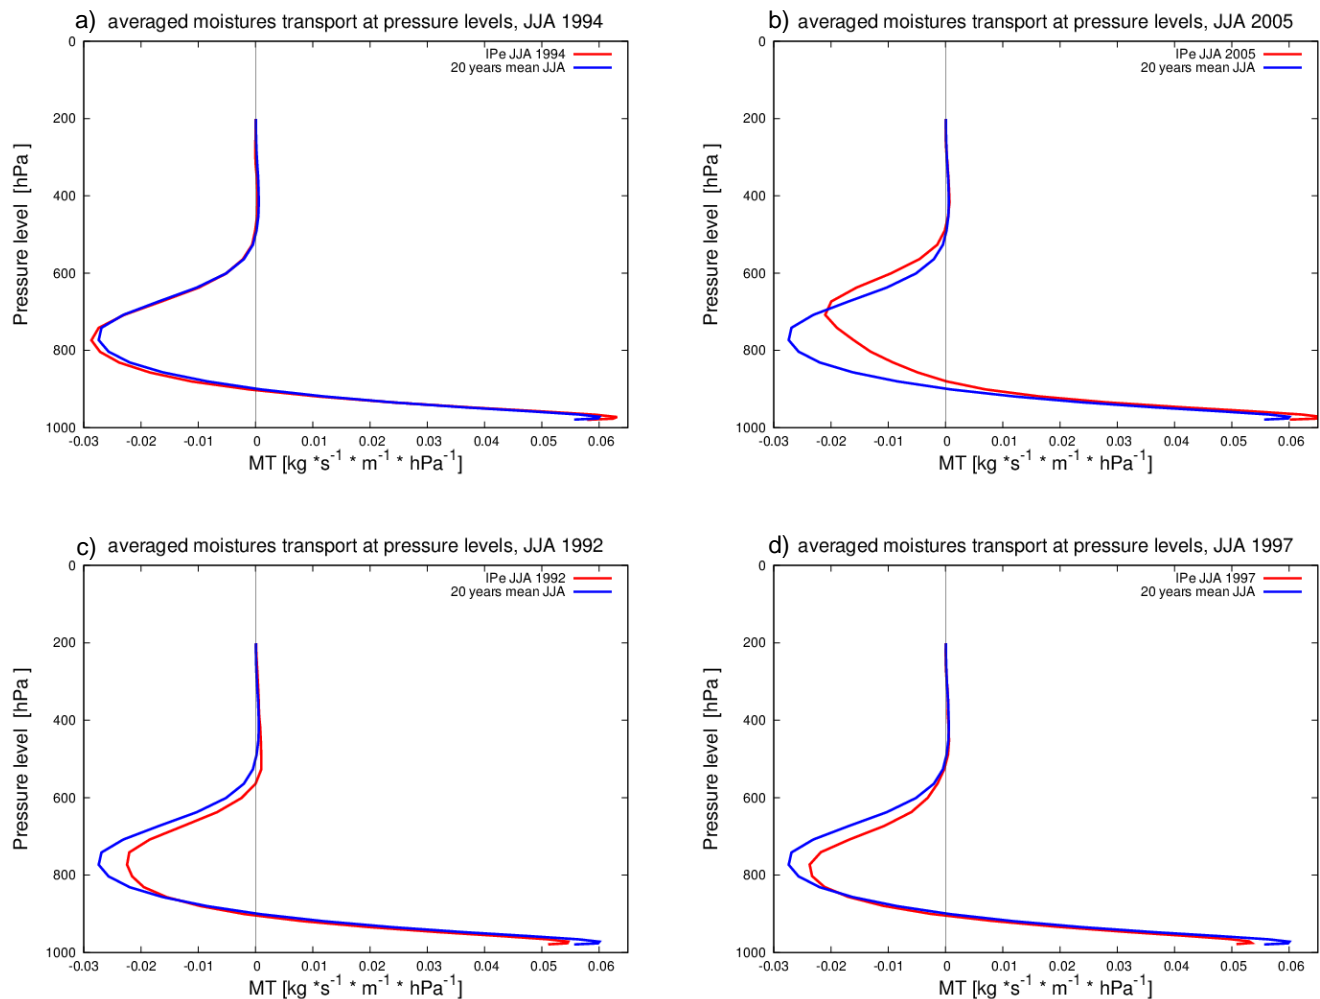 a) averaged moistures transport at pressure levels, JJA 1994
IPe JJA 1994
20 years mean JJA
Pressure level [hPa ]
0
200
400
600
800
1000
-0.03 -0.02 -0.01 0 0.01 0.02 0.03 0.04 0.05 0.06
MT [kg *s-1 * m-1 * hPa-1]
b) averaged moistures transport at pressure levels, JJA 2005
IPe JJA 2005
20 years mean JJA
Pressure level [hPa ]
0
200
400
600
800
1000
-0.03 -0.02 -0.01 0 0.01 0.02 0.03 0.04 0.05 0.06
MT [kg *s-1 * m-1 * hPa-1]
c) averaged moistures transport at pressure levels, JJA 1992
IPe JJA 1992
20 years mean JJA
Pressure level [hPa ]
0
200
400
600
800
1000
-0.03 -0.02 -0.01 0 0.01 0.02 0.03 0.04 0.05 0.06
MT [kg *s-1 * m-1 * hPa-1]
d) averaged moistures transport at pressure levels, JJA 1997
IPe JJA 1997
20 years mean JJA
Pressure level [hPa ]
0
200
400
600
800
1000
-0.03 -0.02 -0.01 0 0.01 0.02 0.03 0.04 0.05 0.06
MT [kg *s-1 * m-1 * hPa-1]